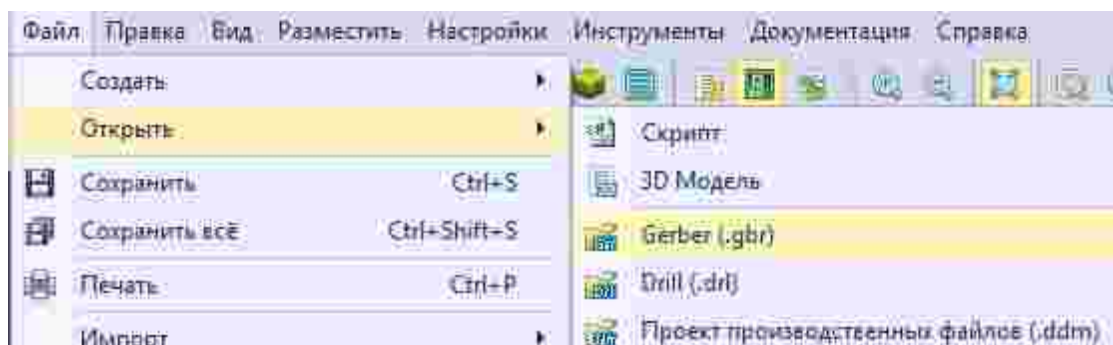 Файл Правка Вид Разместить Настройки Инструменты Документация Справка
Создать
Открыть
Скрипт
Сохранить Ctrl+S
3D Модель
Сохранить всё Ctrl+Shift+S
Gerber (.gbr)
Печать Ctrl+P
Drill (.drl)
Импорт
Проект производственных файлов (.ddm)